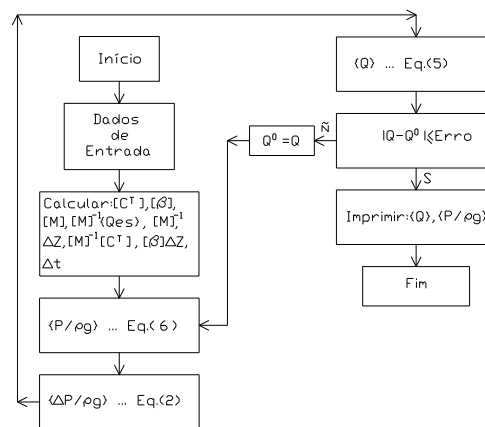 Início
Dados
de
Entrada
Calcular:[Cᵀ],[β],
[M],[M]⁻¹{Qes}, [M]⁻¹,
ΔZ,[M]⁻¹[Cᵀ], [β]ΔZ,
Δt
{P/ρg} ... Eq.(6)
{ΔP/ρg} ... Eq.(2)
{Q} ... Eq.(5)
|Q-Q⁰|⩽Erro
Ñ
Q⁰=Q
S
Imprimir:{Q},{P/ρg}
Fim